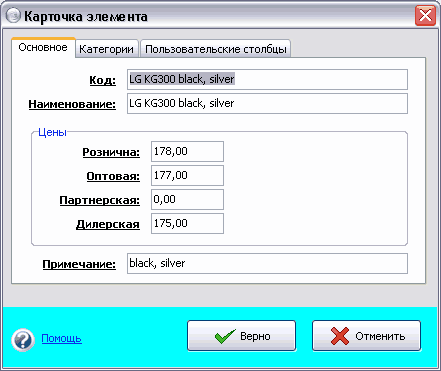 Карточка элемента
Основное Категории Пользовательские столбцы
Код: LG KG300 black, silver
Наименование: LG KG300 black, silver
Цены
Рознична: 178,00
Оптовая: 177,00
Партнерская: 0,00
Дилерская 175,00
Примечание: black, silver
Помощь Верно Отменить